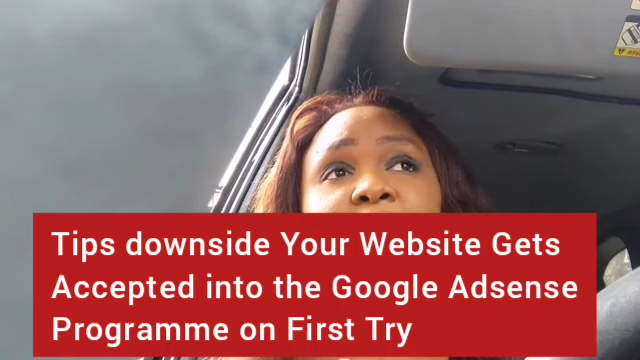 Tips downside Your Website Gets
Accepted into the Google Adsense
Programme on First Try